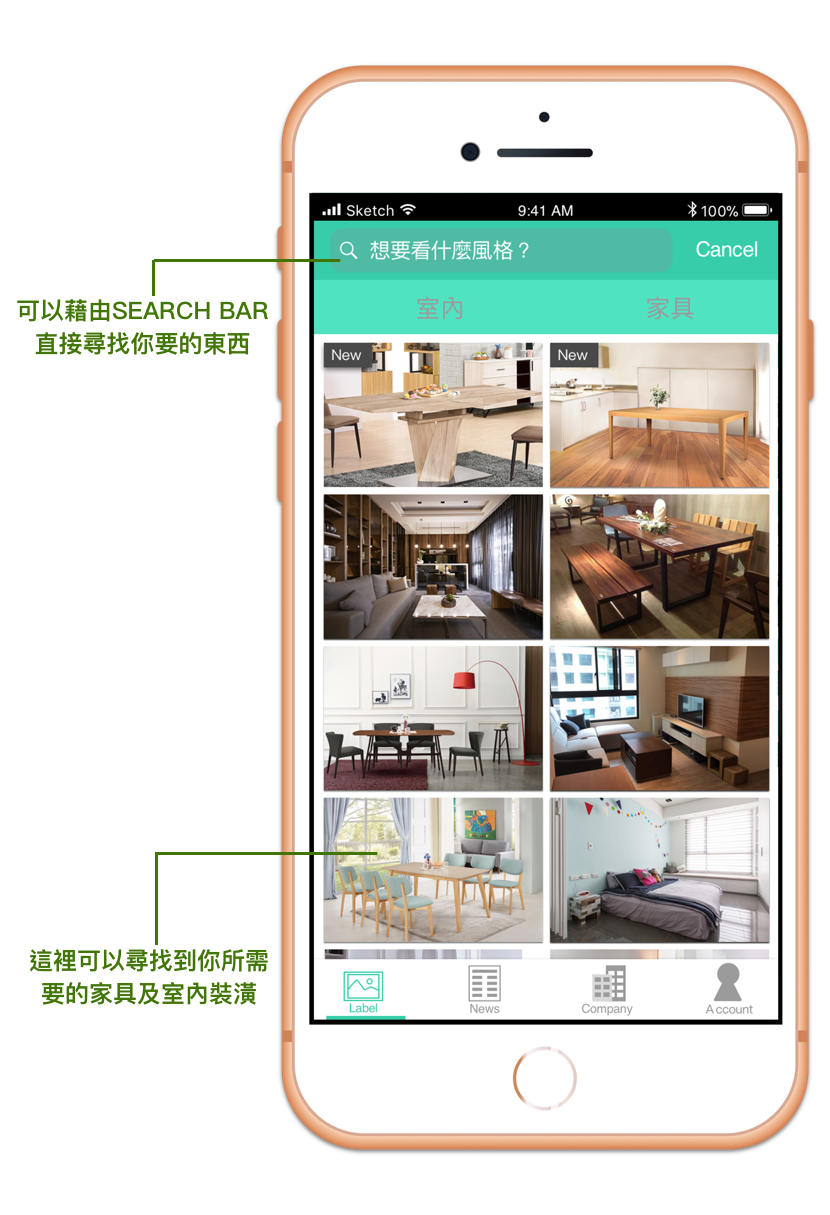 Sketch 9:41 AM 100%
想要看什麼風格？ Cancel
可以藉由SEARCH BAR
直接尋找你要的東西
室內 家具
New New
這裡可以尋找到你所需
要的家具及室內裝潢
Label News Company Account